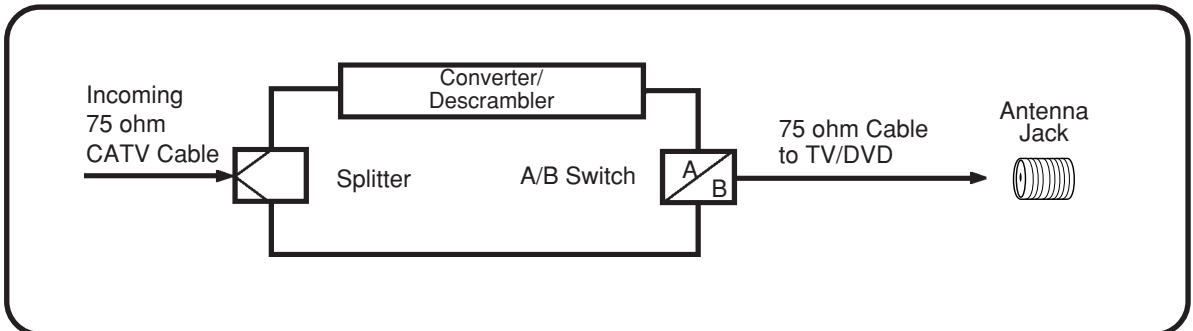 Incoming
75 ohm
CATV Cable
Converter/
Descrambler
Splitter
A/B Switch
A
B
75 ohm Cable
to TV/DVD
Antenna
Jack